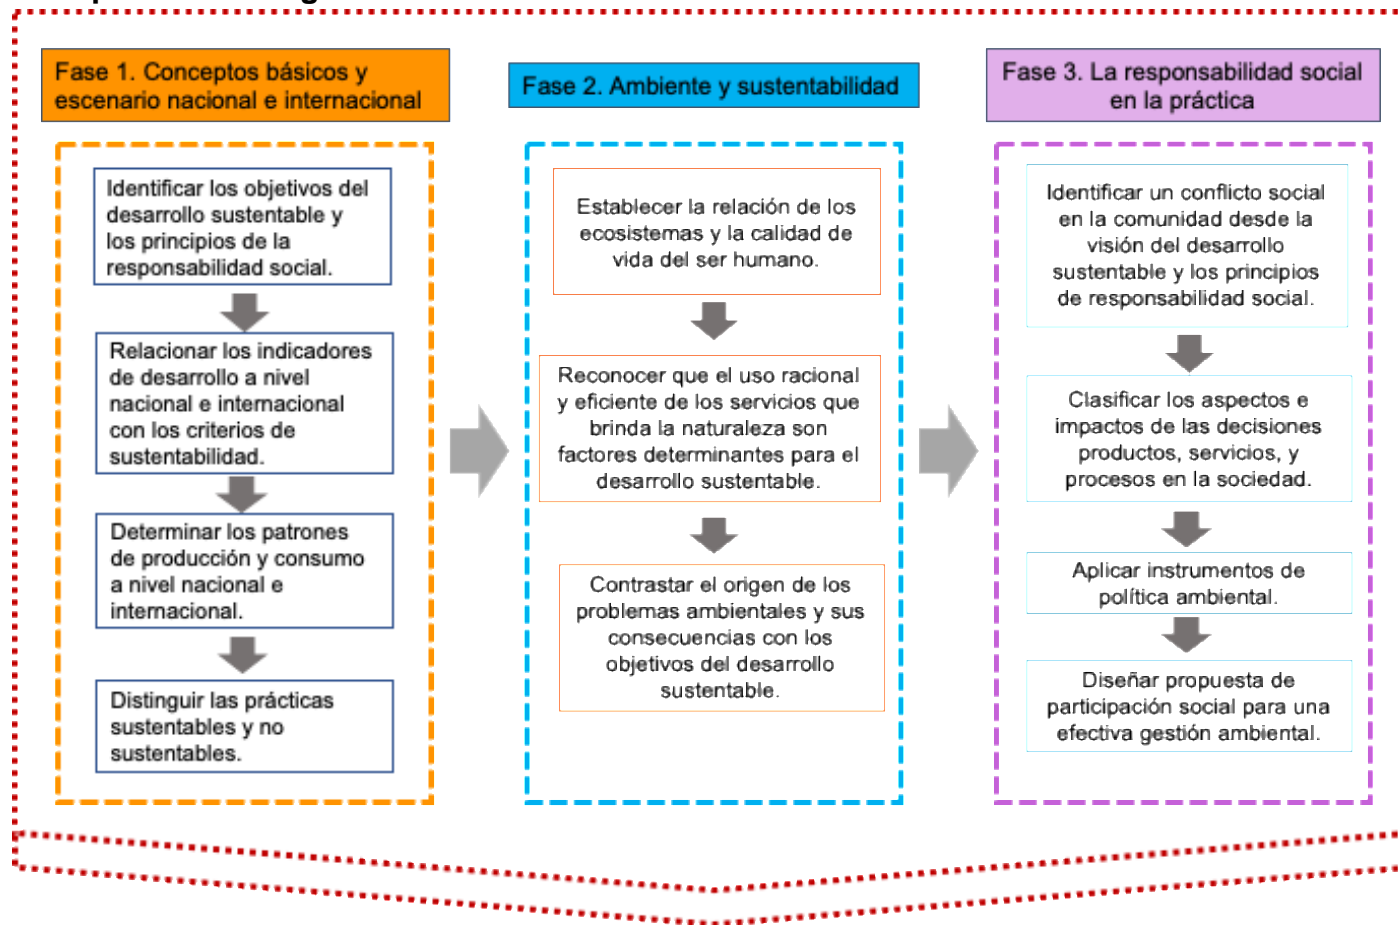 Fase 1. Conceptos básicos y
escenario nacional e internacional
Identificar los objetivos del
desarrollo sustentable y
los principios de la
responsabilidad social.
Relacionar los indicadores
de desarrollo a nivel
nacional e internacional
con los criterios de
sustentabilidad.
Determinar los patrones
de producción y consumo
a nivel nacional e
internacional.
Distinguir las prácticas
sustentables y no
sustentables.
Fase 2. Ambiente y sustentabilidad
Establecer la relación de los
ecosistemas y la calidad de
vida del ser humano.
Reconocer que el uso racional
y eficiente de los servicios que
brinda la naturaleza son
factores determinantes para el
desarrollo sustentable.
Contrastar el origen de los
problemas ambientales y sus
consecuencias con los
objetivos del desarrollo
sustentable.
Fase 3. La responsabilidad social
en la práctica
Identificar un conflicto social
en la comunidad desde la
visión del desarrollo
sustentable y los principios
de responsabilidad social.
Clasificar los aspectos e
impactos de las decisiones
productos, servicios, y
procesos en la sociedad.
Aplicar instrumentos de
política ambiental.
Diseñar propuesta de
participación social para una
efectiva gestión ambiental.